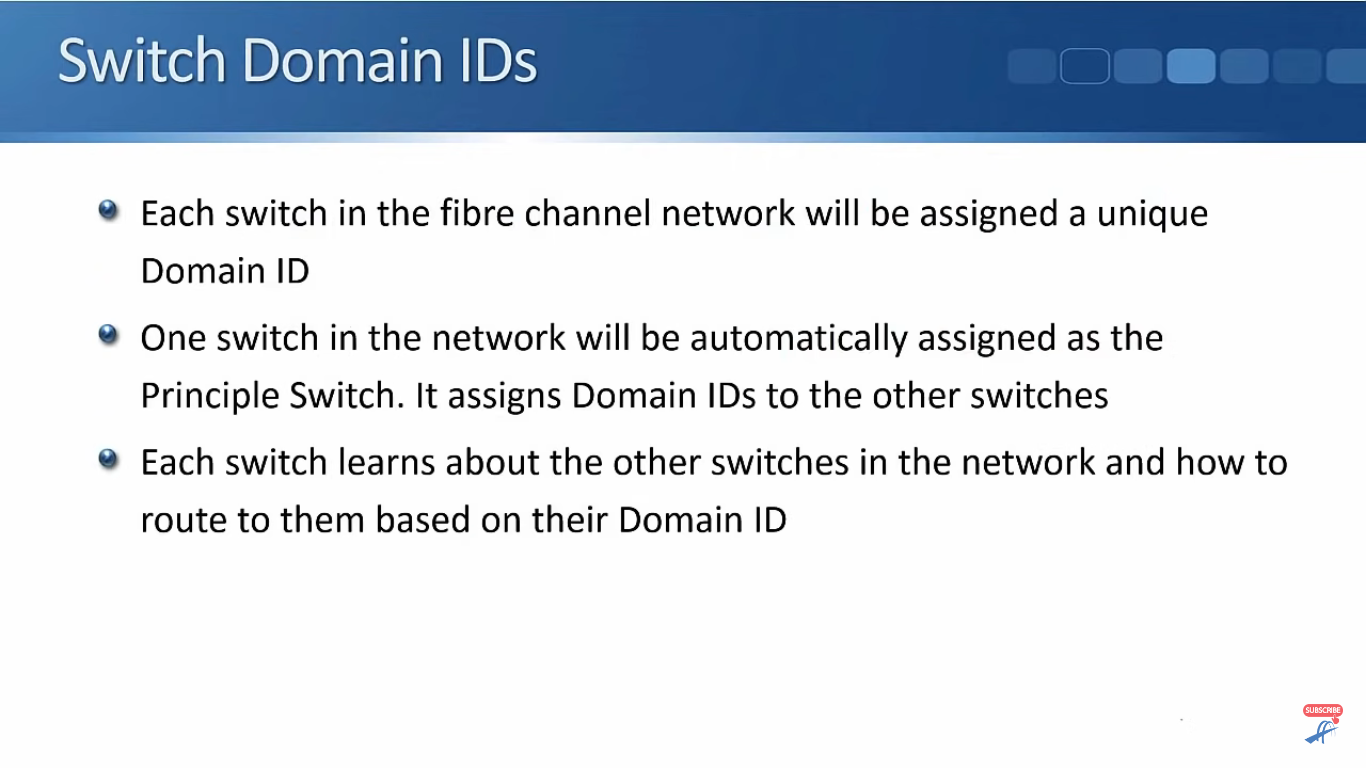 Switch Domain IDs
Each switch in the fibre channel network will be assigned a unique
Domain ID
One switch in the network will be automatically assigned as the
Principle Switch. It assigns Domain IDs to the other switches
Each switch learns about the other switches in the network and how to
route to them based on their Domain ID
SUBSCRIBE